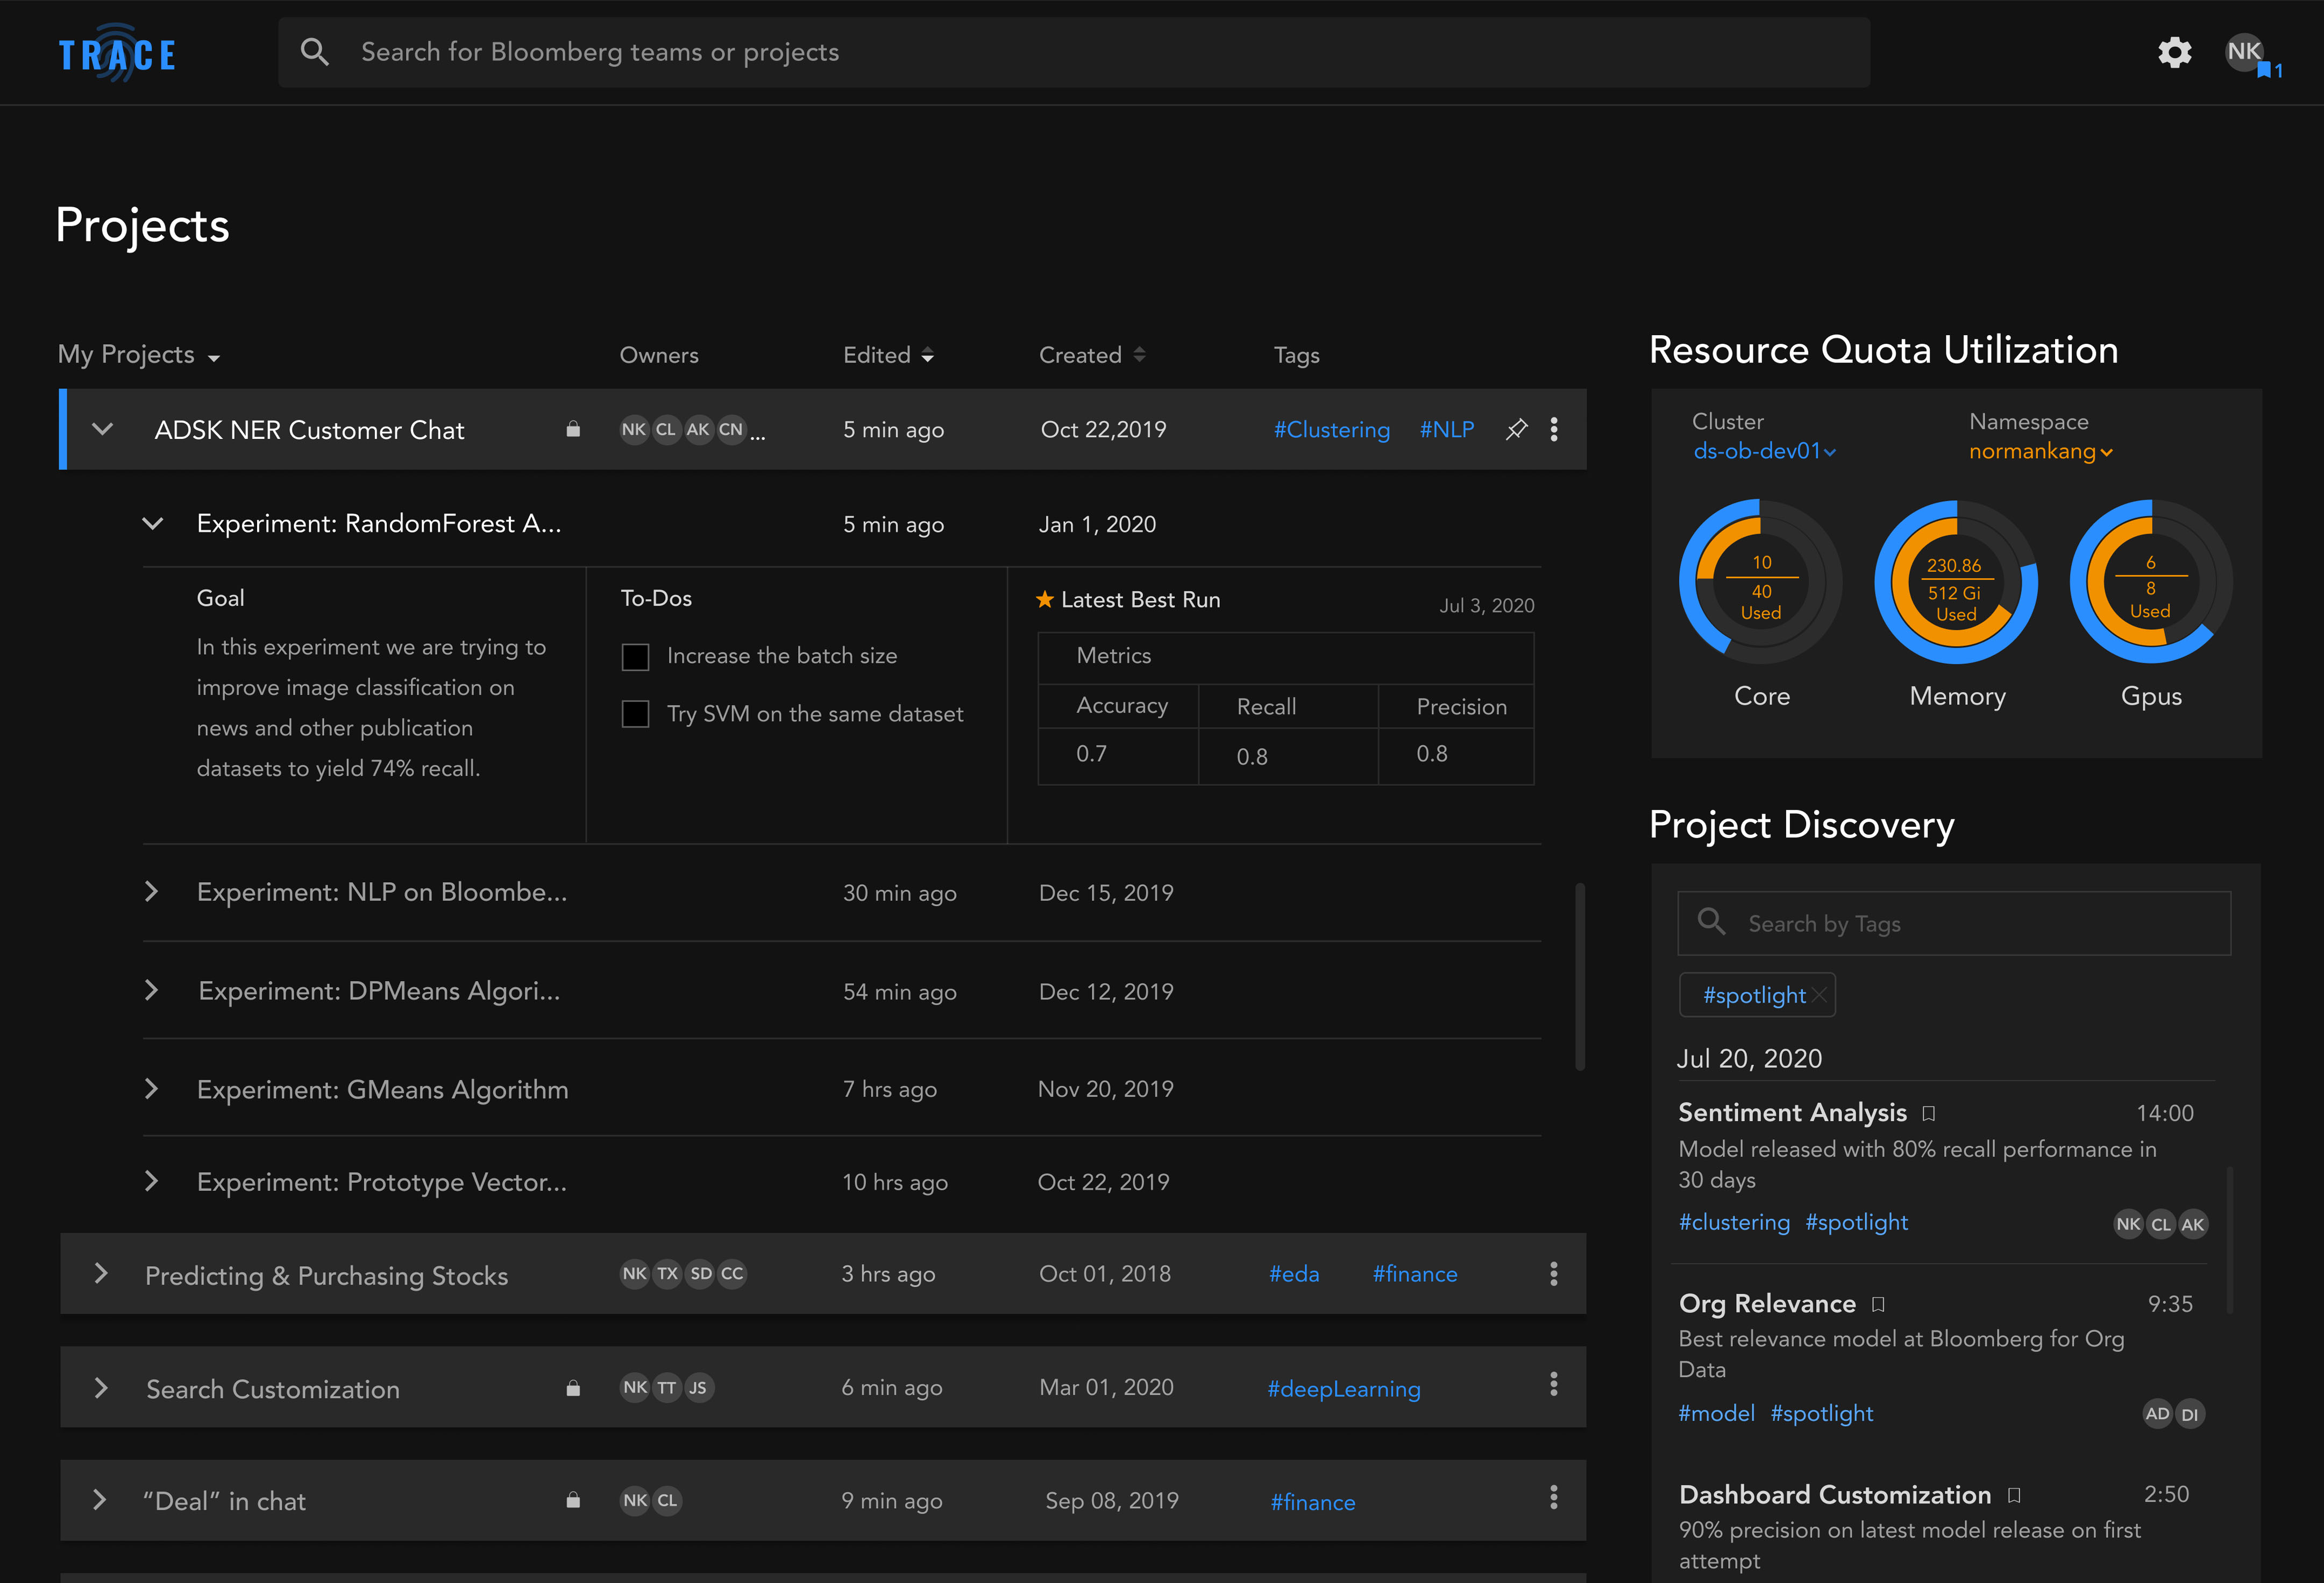 TRACE
Search for Bloomberg teams or projects
NK
1
Projects
My Projects
Owners
Edited
Created
Tags
ADSK NER Customer Chat
NK CL AK CN ...
5 min ago
Oct 22,2019
#Clustering #NLP
Experiment: RandomForest A...
5 min ago
Jan 1, 2020
Goal
In this experiment we are trying to
improve image classification on
news and other publication
datasets to yield 74% recall.
To-Dos
Increase the batch size
Try SVM on the same dataset
Latest Best Run
Jul 3, 2020
Metrics
Accuracy Recall Precision
0.7 0.8 0.8
Experiment: NLP on Bloombe...
30 min ago
Dec 15, 2019
Experiment: DPMeans Algori...
54 min ago
Dec 12, 2019
Experiment: GMeans Algorithm
7 hrs ago
Nov 20, 2019
Experiment: Prototype Vector...
10 hrs ago
Oct 22, 2019
Predicting & Purchasing Stocks
NK TX SD CC
3 hrs ago
Oct 01, 2018
#eda #finance
Search Customization
NK TT JS
6 min ago
Mar 01, 2020
#deepLearning
“Deal” in chat
NK CL
9 min ago
Sep 08, 2019
#finance
Resource Quota Utilization
Cluster
ds-ob-dev01
Namespace
normankang
10
40
Used
Core
230.86
512 Gi
Used
Memory
6
8
Used
Gpus
Project Discovery
Search by Tags
#spotlight
Jul 20, 2020
Sentiment Analysis
14:00
Model released with 80% recall performance in
30 days
#clustering #spotlight
NK CL AK
Org Relevance
9:35
Best relevance model at Bloomberg for Org
Data
#model #spotlight
AD DI
Dashboard Customization
2:50
90% precision on latest model release on first
attempt